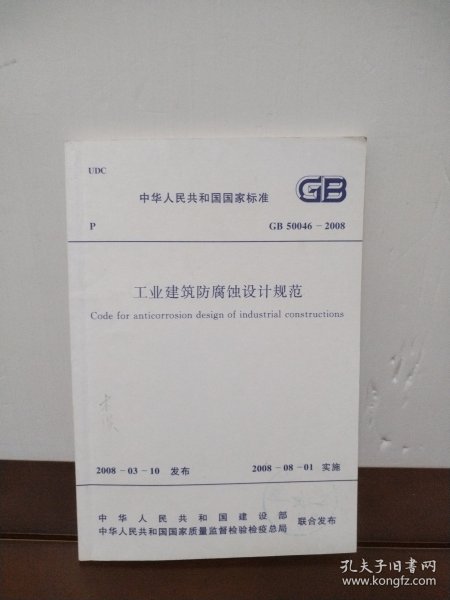 UDC
中华人民共和国国家标准
GB
P
GB 50046－2008
工业建筑防腐蚀设计规范
Code for anticorrosion design of industrial constructions
2008－03－10 发布
2008－08－01 实施
中华人民共和国建设部
中华人民共和国国家质量监督检验检疫总局
联合发布
孔夫子旧书网
www.kongfz.com